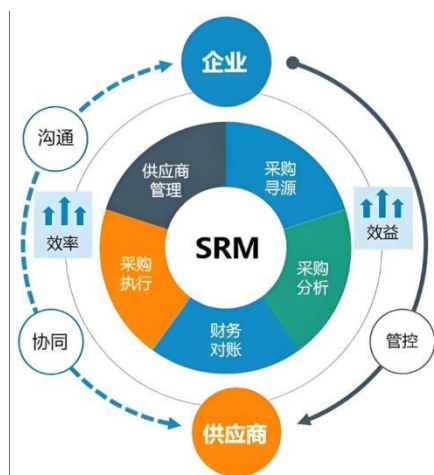 企业
沟通
供应商
管理
采购
寻源
效率
效益
SRM
采购
执行
采购
分析
财务
对账
协同
管控
供应商